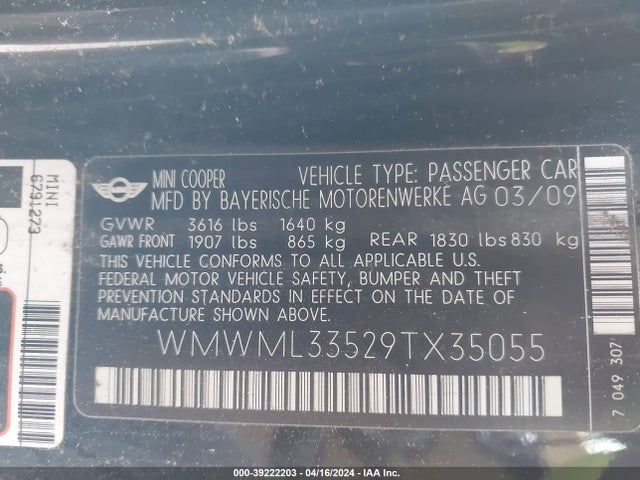 MINI COOPER VEHICLE TYPE: PASSENGER CAR
MFD BY BAYERISCHE MOTORENWERKE AG 03/09
GVWR 3616 lbs 1640 kg
GAWR FRONT 1907 lbs 865 kg REAR 1830 lbs 830 kg
THIS VEHICLE CONFORMS TO ALL APPLICABLE U.S.
FEDERAL MOTOR VEHICLE SAFETY, BUMPER AND THEFT
PREVENTION STANDARDS IN EFFECT ON THE DATE OF
MANUFACTURE SHOWN ABOVE.
WMWML33529TX35055
7 049 307
MINI
6791273
000-39222203 - 04/16/2024 - IAA Inc.